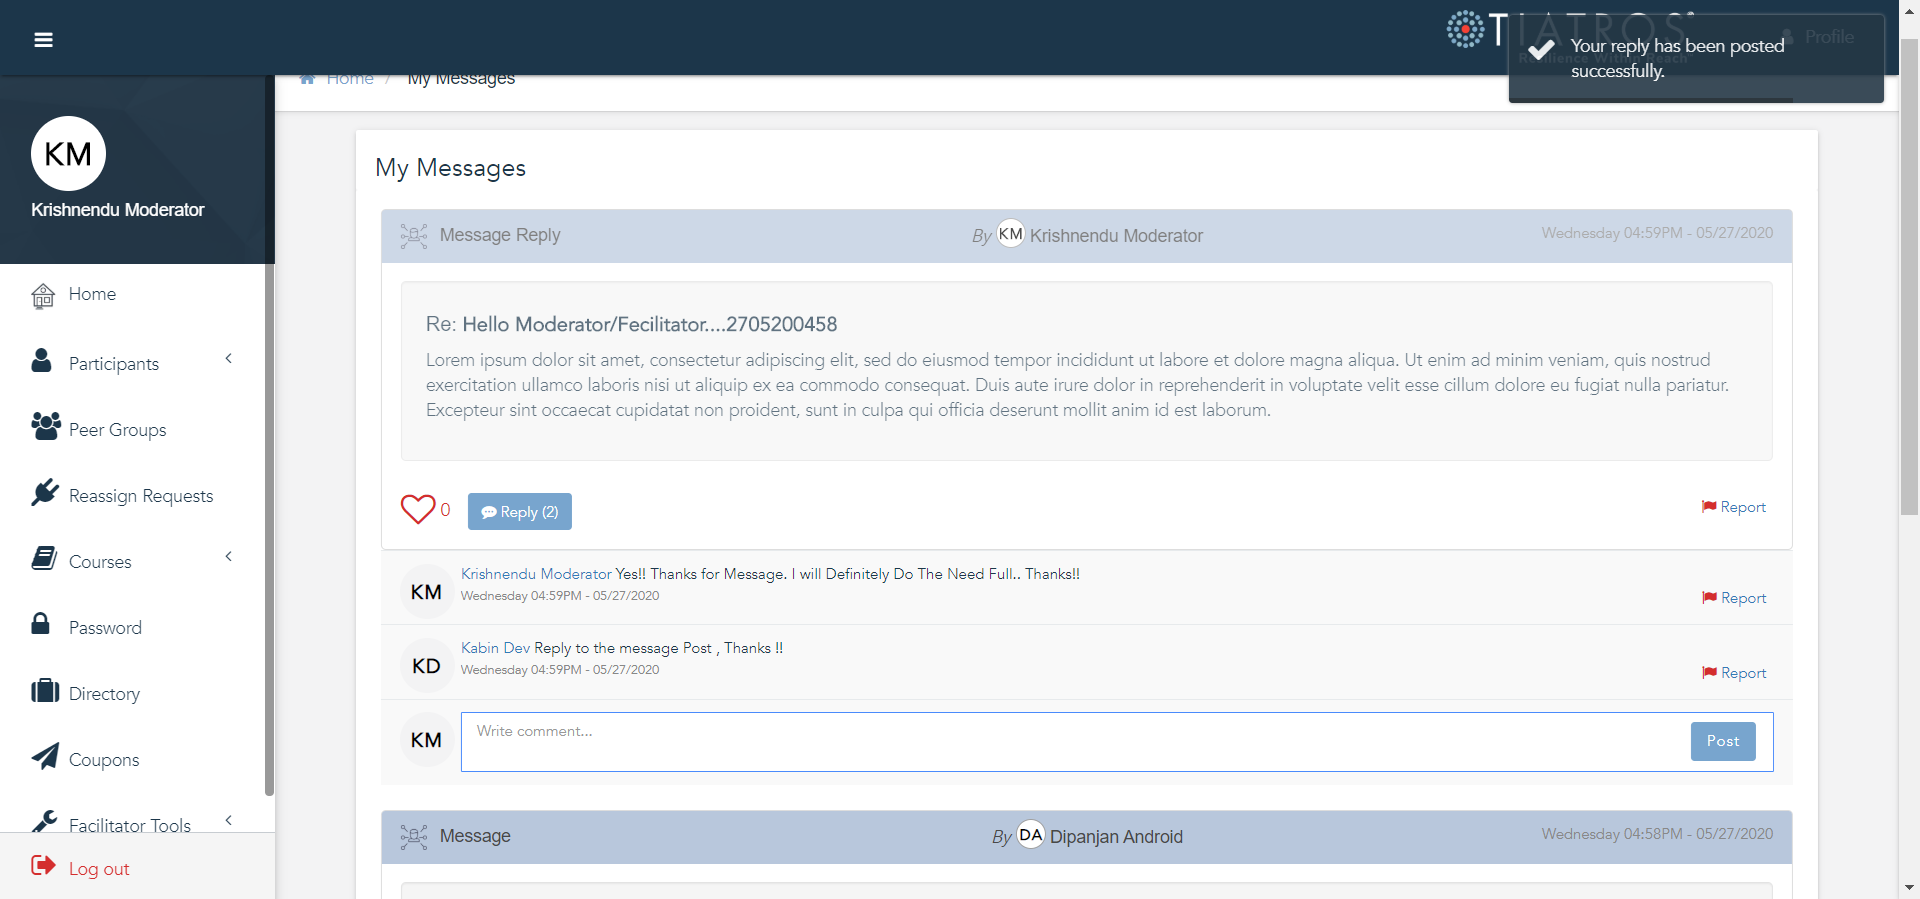 TIATROS
Profile
Resilience Within Reach
Your reply has been posted
successfully.
Home / My Messages
KM
Krishnendu Moderator
Home
Participants
Peer Groups
Reassign Requests
Courses
Password
Directory
Coupons
Facilitator Tools
Log out
My Messages
Message Reply By KM Krishnendu Moderator Wednesday 04:59PM - 05/27/2020
Re: Hello Moderator/Fecilitator....2705200458
Lorem ipsum dolor sit amet, consectetur adipiscing elit, sed do eiusmod tempor incididunt ut labore et dolore magna aliqua. Ut enim ad minim veniam, quis nostrud
exercitation ullamco laboris nisi ut aliquip ex ea commodo consequat. Duis aute irure dolor in reprehenderit in voluptate velit esse cillum dolore eu fugiat nulla pariatur.
Excepteur sint occaecat cupidatat non proident, sunt in culpa qui officia deserunt mollit anim id est laborum.
0 Reply (2) Report
KM Krishnendu Moderator Yes!! Thanks for Message. I will Definitely Do The Need Full.. Thanks!!
Wednesday 04:59PM - 05/27/2020
Report
KD Kabin Dev Reply to the message Post , Thanks !!
Wednesday 04:59PM - 05/27/2020
Report
KM Write comment... Post
Message By DA Dipanjan Android Wednesday 04:58PM - 05/27/2020